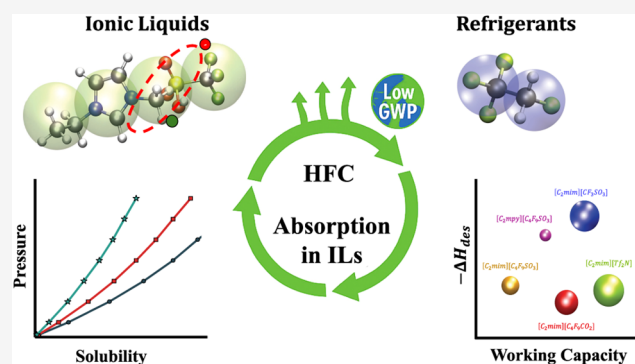 Ionic Liquids
Refrigerants
Low
GWP
HFC
Absorption
in ILs
Pressure
Solubility
−ΔH_des
[C₂mim][CF₃SO₃]
[C₂mpy][C₄F₉SO₃]
[C₂mim][C₄F₉SO₃]
[C₂mim][Tf₂N]
[C₂mim][C₄F₉CO₂]
Working Capacity